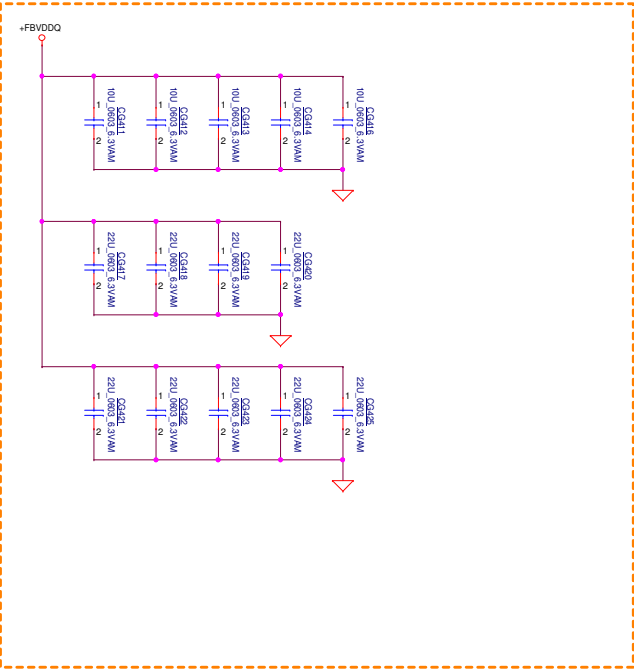 +FBVDDQ
1
2
CG411
10U_0603_6.3VAM
1
2
CG412
10U_0603_6.3VAM
1
2
CG413
10U_0603_6.3VAM
1
2
CG414
10U_0603_6.3VAM
1
2
CG416
10U_0603_6.3VAM
1
2
CG417
22U_0603_6.3VAM
1
2
CG418
22U_0603_6.3VAM
1
2
CG419
22U_0603_6.3VAM
1
2
CG420
22U_0603_6.3VAM
1
2
CG421
22U_0603_6.3VAM
1
2
CG422
22U_0603_6.3VAM
1
2
CG423
22U_0603_6.3VAM
1
2
CG424
22U_0603_6.3VAM
1
2
CG425
22U_0603_6.3VAM